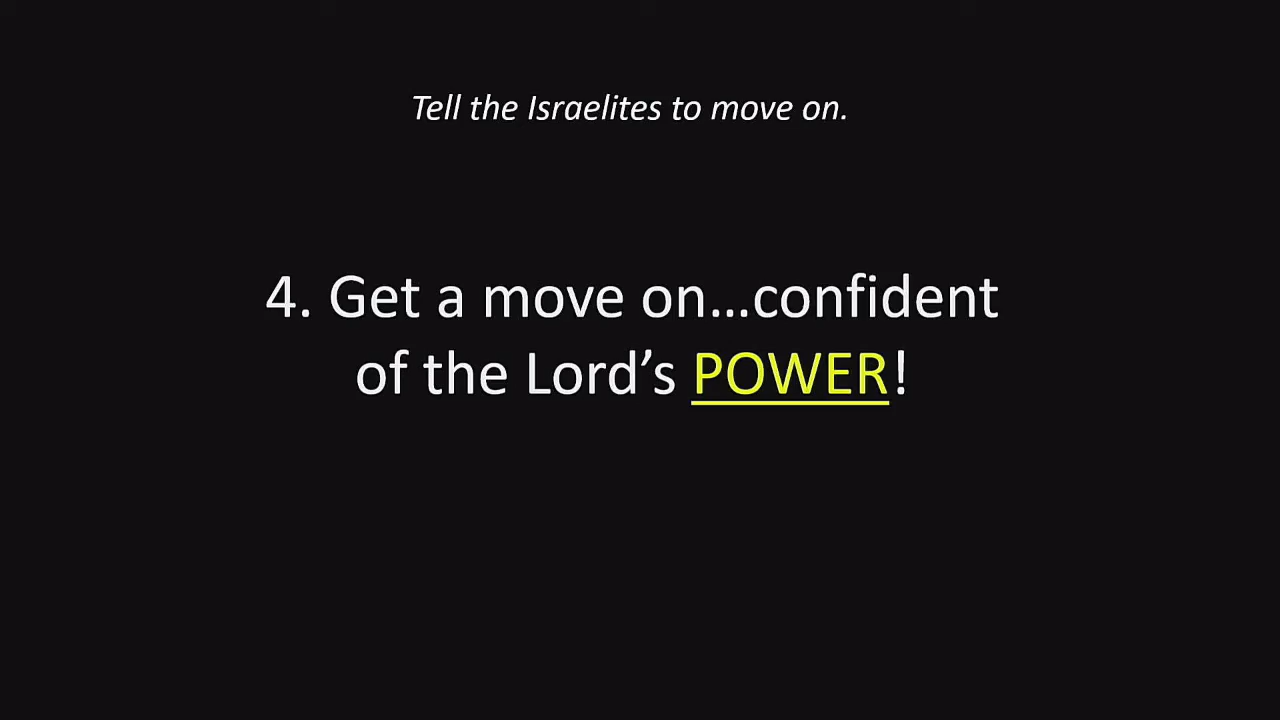 Tell the Israelites to move on.
4. Get a move on...confident
of the Lord’s POWER!